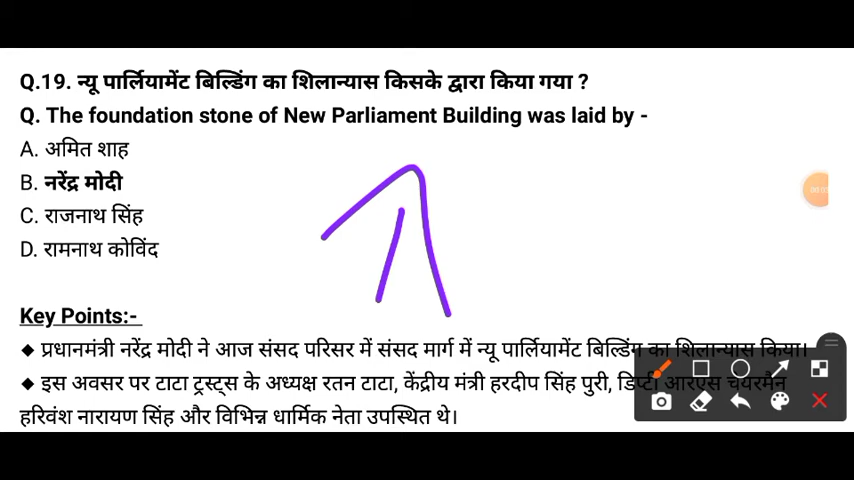 Q.19. न्यू पार्लियामेंट बिल्डिंग का शिलान्यास किसके द्वारा किया गया ?
Q. The foundation stone of New Parliament Building was laid by -
A. अमित शाह
B. नरेंद्र मोदी
C. राजनाथ सिंह
D. रामनाथ कोविंद
Key Points:-
◆ प्रधानमंत्री नरेंद्र मोदी ने आज संसद परिसर में संसद मार्ग में न्यू पार्लियामेंट बिल्डिंग का शिलान्यास किया।
◆ इस अवसर पर टाटा ट्रस्ट्स के अध्यक्ष रतन टाटा, केंद्रीय मंत्री हरदीप सिंह पुरी, डिप्टी आरएस चेयरमैन
हरिवंश नारायण सिंह और विभिन्न धार्मिक नेता उपस्थित थे।